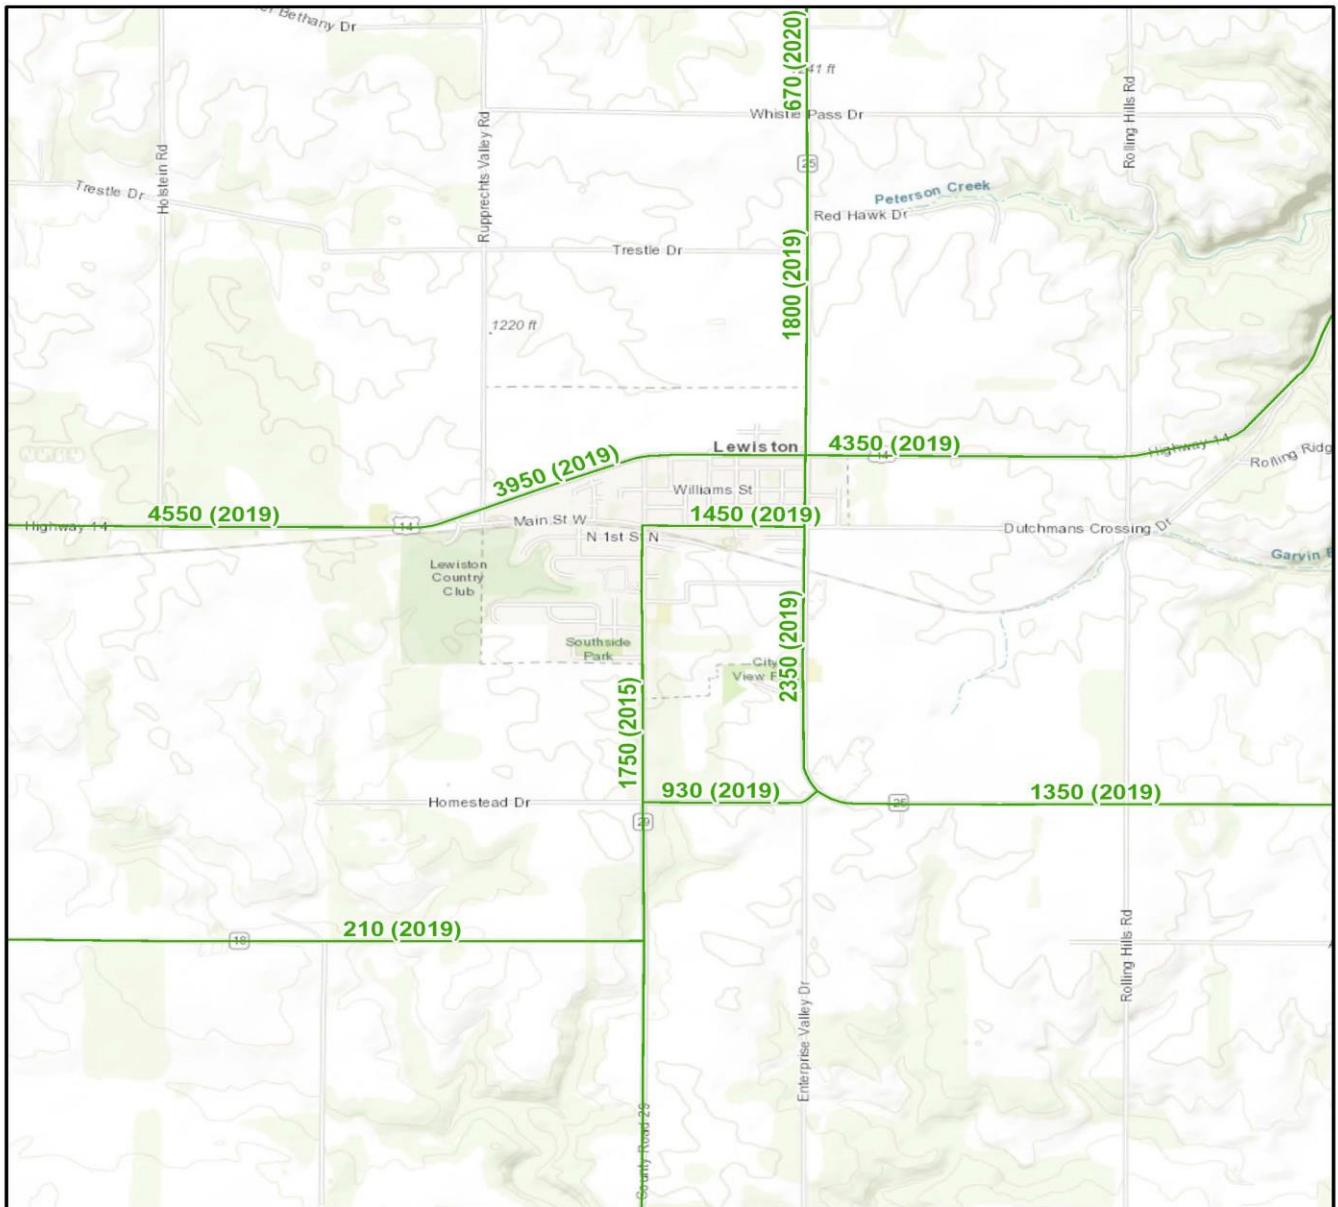 Bethany Dr
670 (2020)
241 ft
Whistle Pass Dr
Rolling Hills Rd
Rupprechts Valley Rd
Holstein Rd
25
Trestle Dr
Peterson Creek
Red Hawk Dr
Trestle Dr
1800 (2019)
1220 ft
Lewiston
4350 (2019)
14
Highway 14
Rolling Ridg
3950 (2019)
Williams St
4550 (2019)
Highway 14
14
Main St W
1450 (2019)
Dutchmans Crossing Dr
N 1st St N
Garvin
Lewiston
Country
Club
2350 (2019)
Southside
Park
City
View
1750 (2015)
930 (2019)
1350 (2019)
Homestead Dr
25
29
210 (2019)
18
Rolling Hills Rd
Enterprise Valley Dr
County Road 29